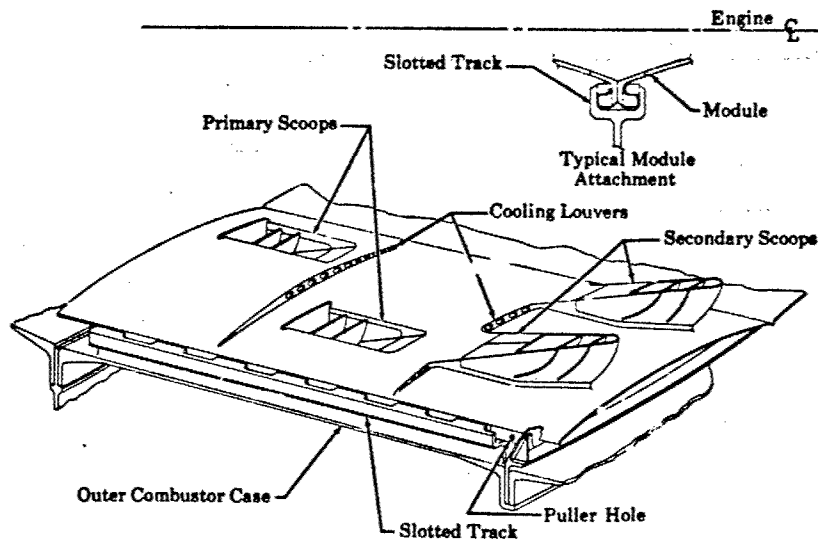 Engine ℄
Slotted Track
Module
Primary Scoops
Typical Module
Attachment
Cooling Louvers
Secondary Scoops
Outer Combustor Case
Puller Hole
Slotted Track